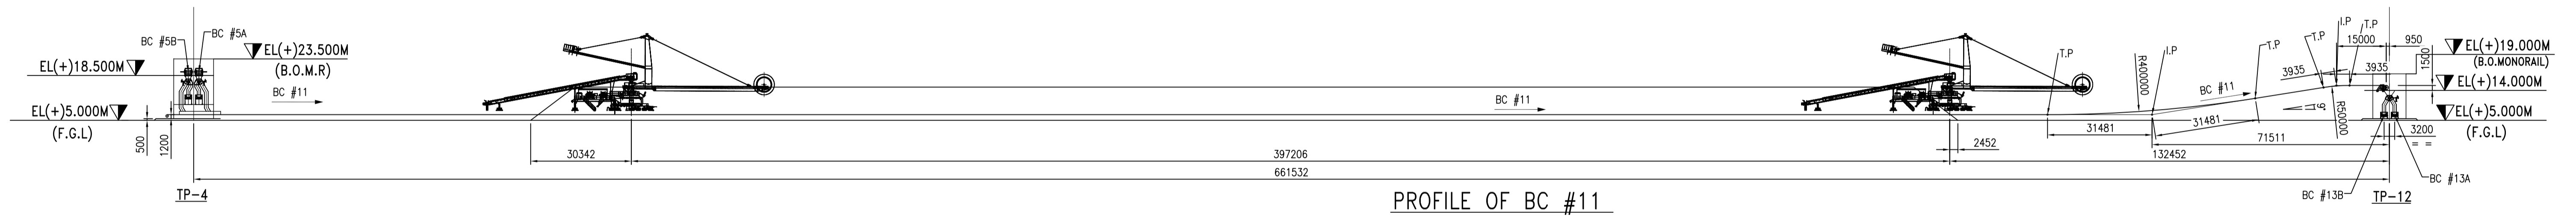 BC #5B
BC #5A
EL(+)23.500M
(B.O.M.R)
EL(+)18.500M
BC #11
EL(+)5.000M
(F.G.L)
500
1200
30342
397206
661532
TP-4
BC #11
2452
132452
T.P
R400000
I.P
31481
31481
BC #11
T.P
T.P
3935
I.P
T.P
15000
950
3935
1500
R50000
71511
EL(+)19.000M
(B.O.MONORAIL)
EL(+)14.000M
EL(+)5.000M
(F.G.L)
3200
= =
BC #13A
BC #13B
TP-12
PROFILE OF BC #11